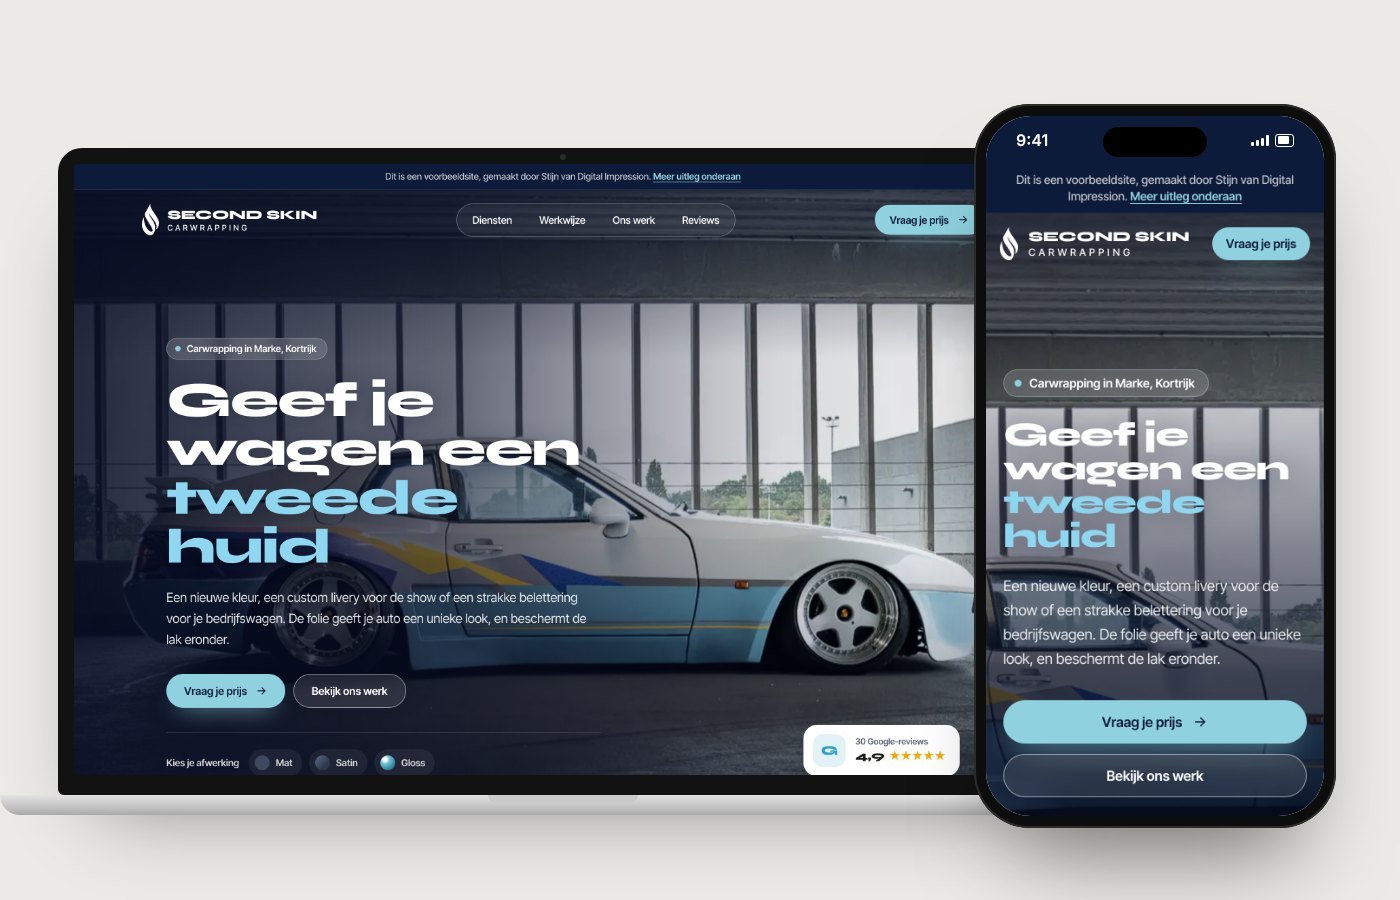 Dit is een voorbeeldsite, gemaakt door Stijn van Digital Impression. Meer uitleg onderaan
SECOND SKIN
CARWRAPPING
Diensten
Werkwijze
Ons werk
Reviews
Vraag je prijs →
Carwrapping in Marke, Kortrijk
Geef je
wagen een
tweede
huid
Een nieuwe kleur, een custom livery voor de show of een strakke belettering
voor je bedrijfswagen. De folie geeft je auto een unieke look, en beschermt de
lak eronder.
Vraag je prijs →
Bekijk ons werk
Kies je afwerking
Mat
Satin
Gloss
G
30 Google-reviews
4,9 ★★★★★
9:41
Dit is een voorbeeldsite, gemaakt door Stijn van Digital
Impression. Meer uitleg onderaan
SECOND SKIN
CARWRAPPING
Vraag je prijs
Carwrapping in Marke, Kortrijk
Geef je
wagen een
tweede
huid
Een nieuwe kleur, een custom livery voor de
show of een strakke belettering voor je
bedrijfswagen. De folie geeft je auto een unieke
look, en beschermt de lak eronder.
Vraag je prijs →
Bekijk ons werk